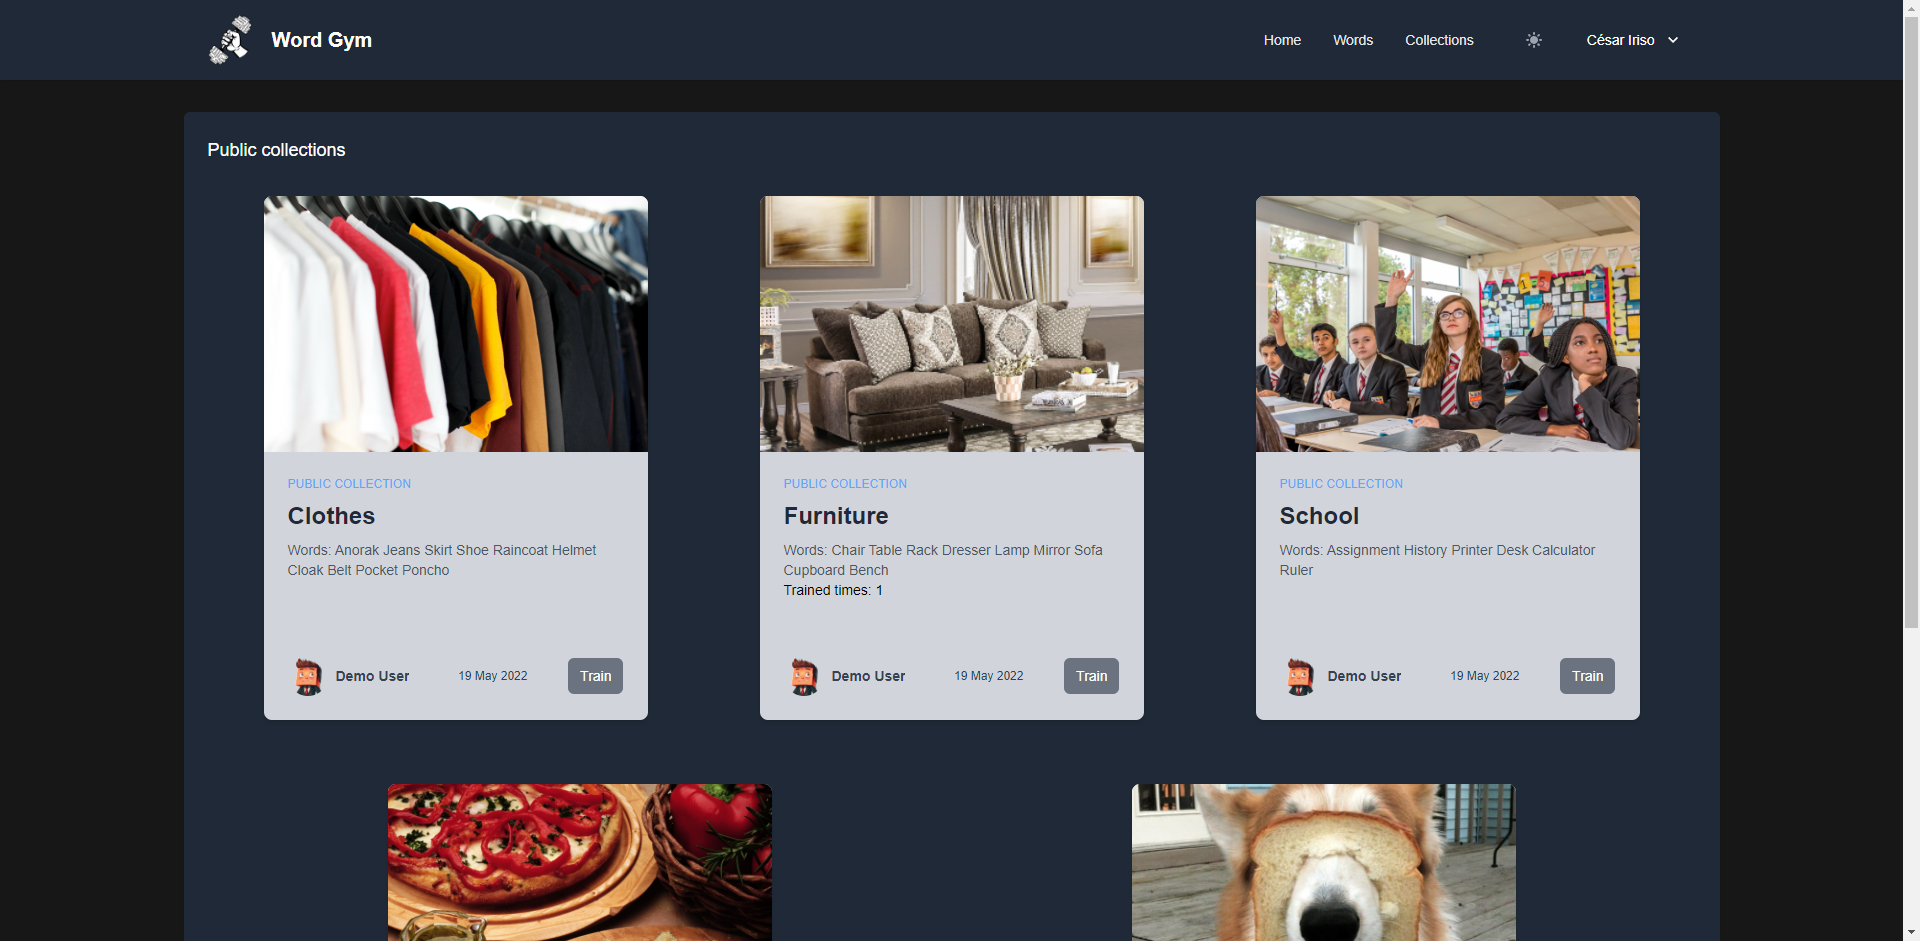 Word Gym
Home
Words
Collections
César Iriso
Public collections
PUBLIC COLLECTION
Clothes
Words: Anorak Jeans Skirt Shoe Raincoat Helmet
Cloak Belt Pocket Poncho
Demo User
19 May 2022
Train
PUBLIC COLLECTION
Furniture
Words: Chair Table Rack Dresser Lamp Mirror Sofa
Cupboard Bench
Trained times: 1
Demo User
19 May 2022
Train
PUBLIC COLLECTION
School
Words: Assignment History Printer Desk Calculator
Ruler
Demo User
19 May 2022
Train